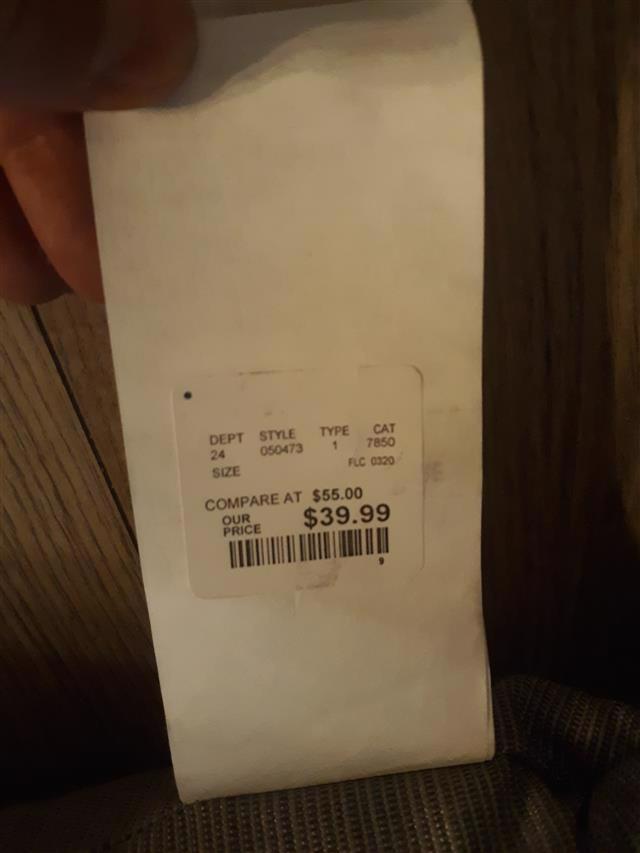 DEPT STYLE TYPE CAT
24 050473 1 7850
SIZE FLC 0320
COMPARE AT $55.00
OUR PRICE $39.99
9